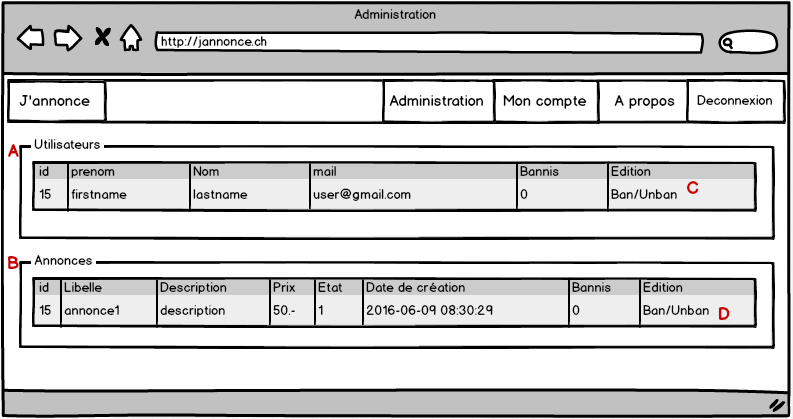 Administration
http://jannonce.ch
J'annonce Administration Mon compte A propos Deconnexion
A Utilisateurs
id prenom Nom mail Bannis Edition
15 firstname lastname user@gmail.com 0 Ban/Unban C
B Annonces
id Libelle Description Prix Etat Date de création Bannis Edition
15 annonce1 description 50.- 1 2016-06-09 08:30:29 0 Ban/Unban D